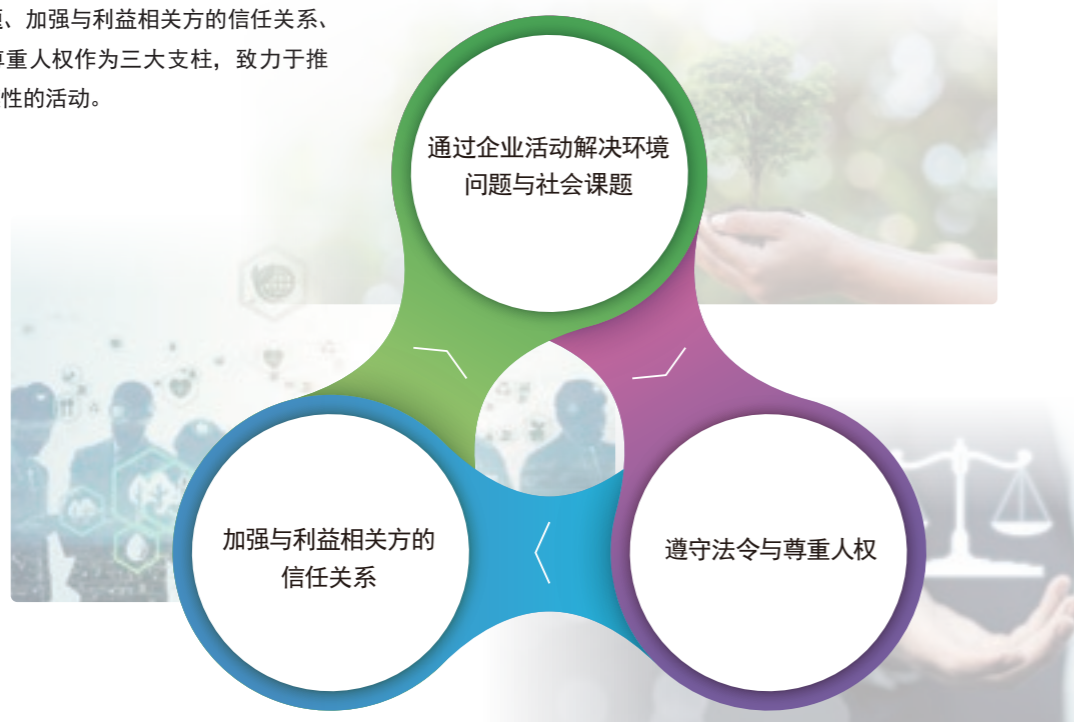 、加强与利益相关方的信任关系、
尊重人权作为三大支柱，致力于推
性的活动。
通过企业活动解决环境
问题与社会课题
加强与利益相关方的
信任关系
遵守法令与尊重人权